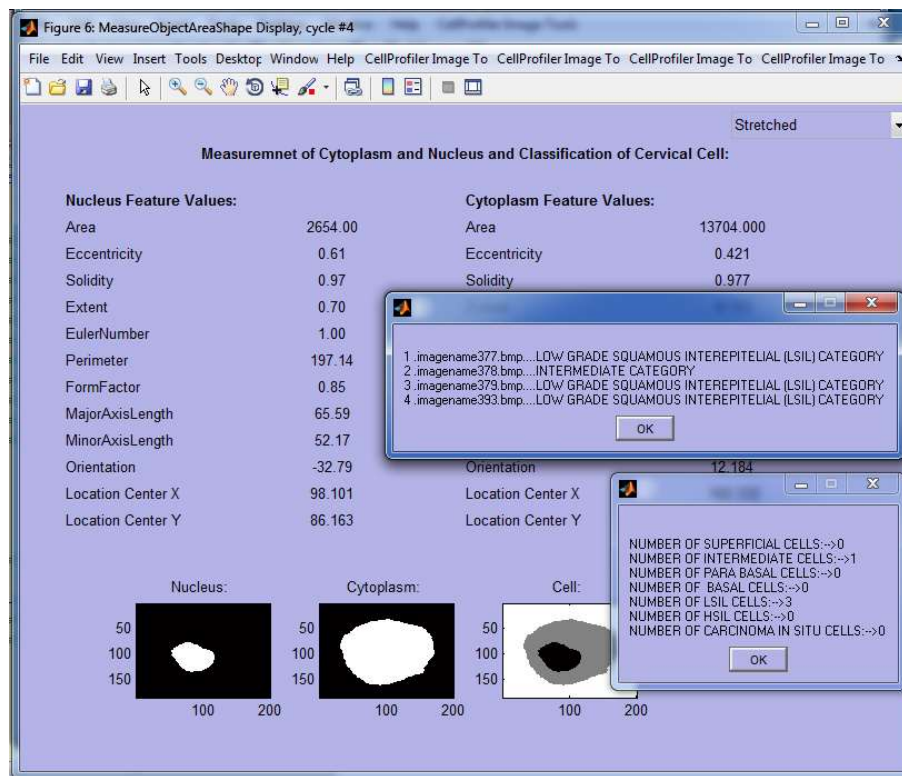 Figure 6: MeasureObjectAreaShape Display, cycle #4
File Edit View Insert Tools Desktop Window Help CellProfiler Image To CellProfiler Image To CellProfiler Image To CellProfiler Image To
Stretched
Measuremnet of Cytoplasm and Nucleus and Classification of Cervical Cell:
Nucleus Feature Values: Cytoplasm Feature Values:
Area 2654.00 Area 13704.000
Eccentricity 0.61 Eccentricity 0.421
Solidity 0.97 Solidity 0.977
Extent 0.70
EulerNumber 1.00
Perimeter 197.14
FormFactor 0.85
MajorAxisLength 65.59
MinorAxisLength 52.17
Orientation -32.79 Orientation 12.184
Location Center X 98.101 Location Center X
Location Center Y 86.163 Location Center Y
1 .imagename377.bmp....LOW GRADE SQUAMOUS INTEREPITELIAL (LSIL) CATEGORY
2 .imagename378.bmp....INTERMEDIATE CATEGORY
3 .imagename379.bmp....LOW GRADE SQUAMOUS INTEREPITELIAL (LSIL) CATEGORY
4 .imagename393.bmp....LOW GRADE SQUAMOUS INTEREPITELIAL (LSIL) CATEGORY
OK
NUMBER OF SUPERFICIAL CELLS:-->0
NUMBER OF INTERMEDIATE CELLS:-->1
NUMBER OF PARA BASAL CELLS:-->0
NUMBER OF BASAL CELLS:-->0
NUMBER OF LSIL CELLS:-->3
NUMBER OF HSIL CELLS:-->0
NUMBER OF CARCINOMA IN SITU CELLS:-->0
OK
Nucleus: Cytoplasm: Cell:
50 50 50
100 100 100
150 150 150
100 200 100 200 100 200